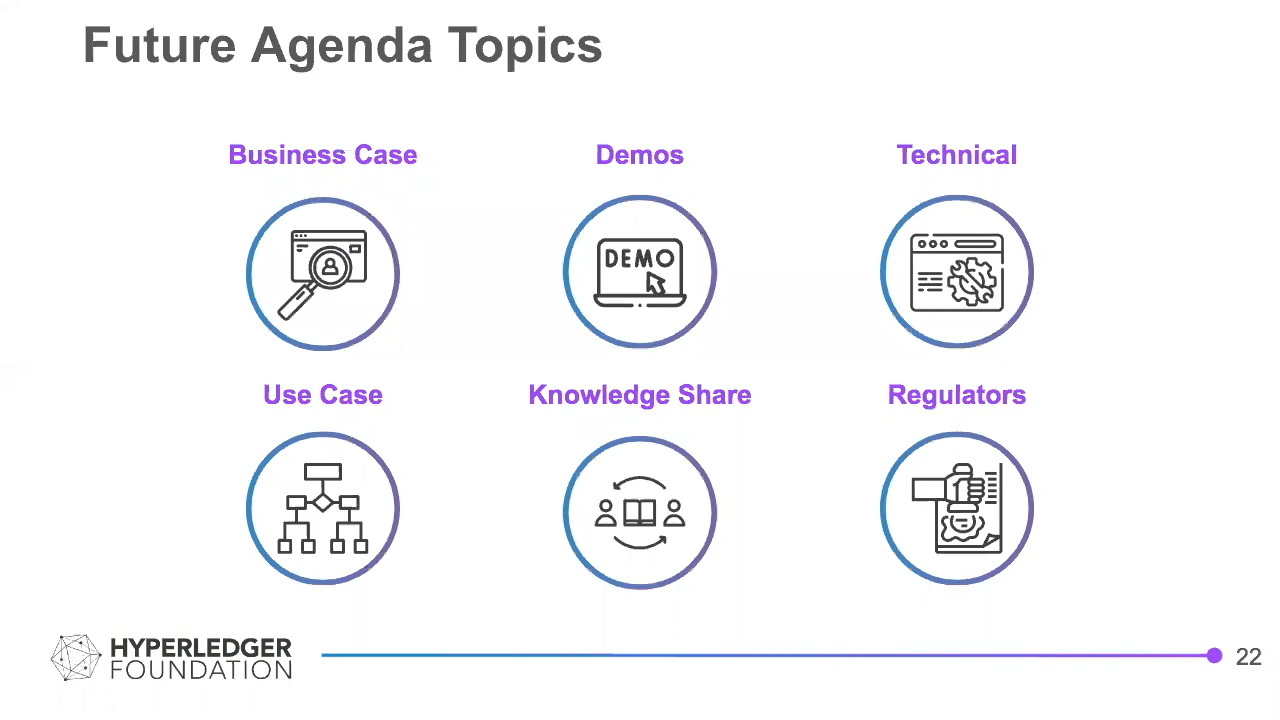 Future Agenda Topics
Business Case
Demos
Technical
DEMO
Use Case
Knowledge Share
Regulators
HYPERLEDGER
FOUNDATION
22